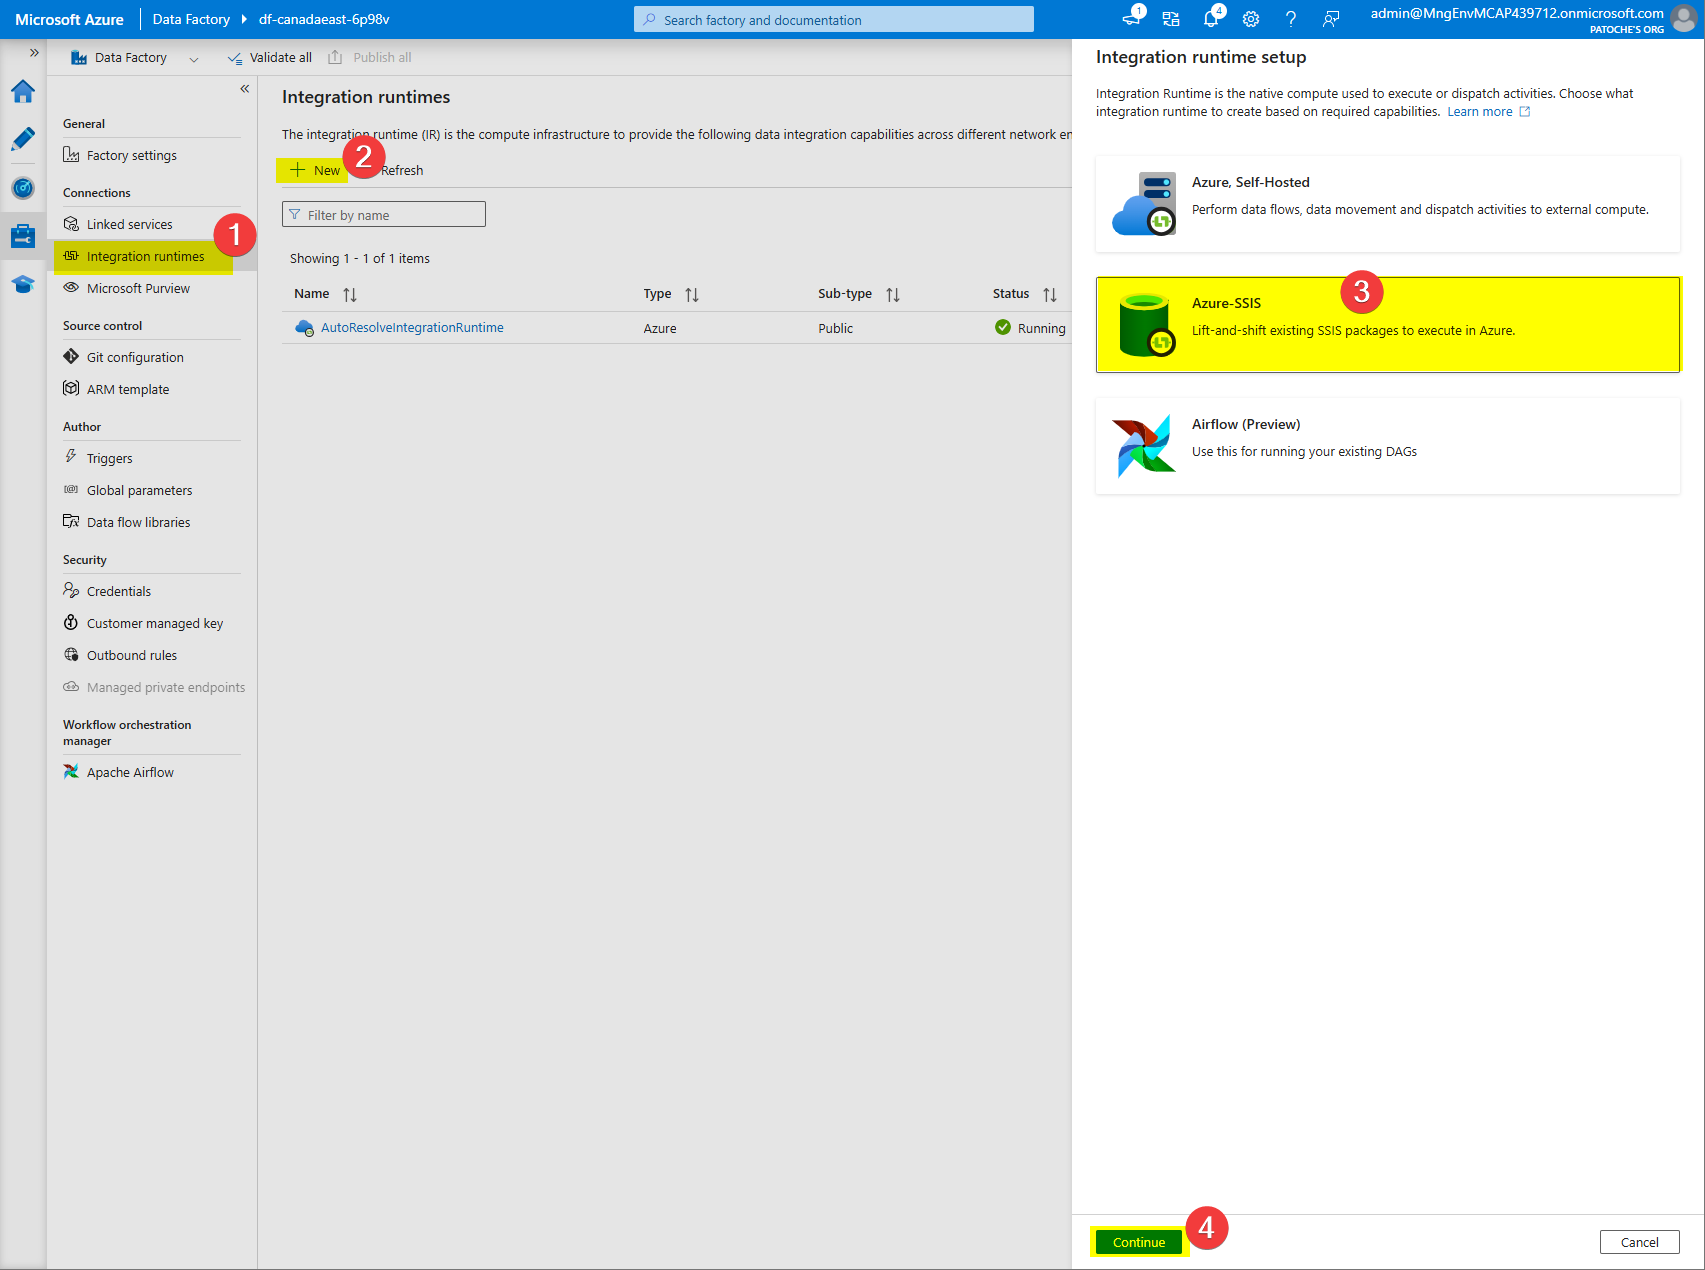 Microsoft Azure
Data Factory
df-canadaeast-6p98v
Search factory and documentation
1
4
admin@MngEnvMCAP439712.onmicrosoft.com
PATOCHE'S ORG
Data Factory
Validate all
Publish all
General
Factory settings
Connections
Linked services
1
Integration runtimes
Microsoft Purview
Source control
Git configuration
ARM template
Author
Triggers
Global parameters
Data flow libraries
Security
Credentials
Customer managed key
Outbound rules
Managed private endpoints
Workflow orchestration
manager
Apache Airflow
Integration runtimes
The integration runtime (IR) is the compute infrastructure to provide the following data integration capabilities across different network en
New
2
Refresh
Filter by name
Showing 1 - 1 of 1 items
Name Type Sub-type Status
AutoResolveIntegrationRuntime Azure Public Running
Integration runtime setup
Integration Runtime is the native compute used to execute or dispatch activities. Choose what
integration runtime to create based on required capabilities. Learn more
Azure, Self-Hosted
Perform data flows, data movement and dispatch activities to external compute.
3
Azure-SSIS
Lift-and-shift existing SSIS packages to execute in Azure.
Airflow (Preview)
Use this for running your existing DAGs
4
Continue
Cancel